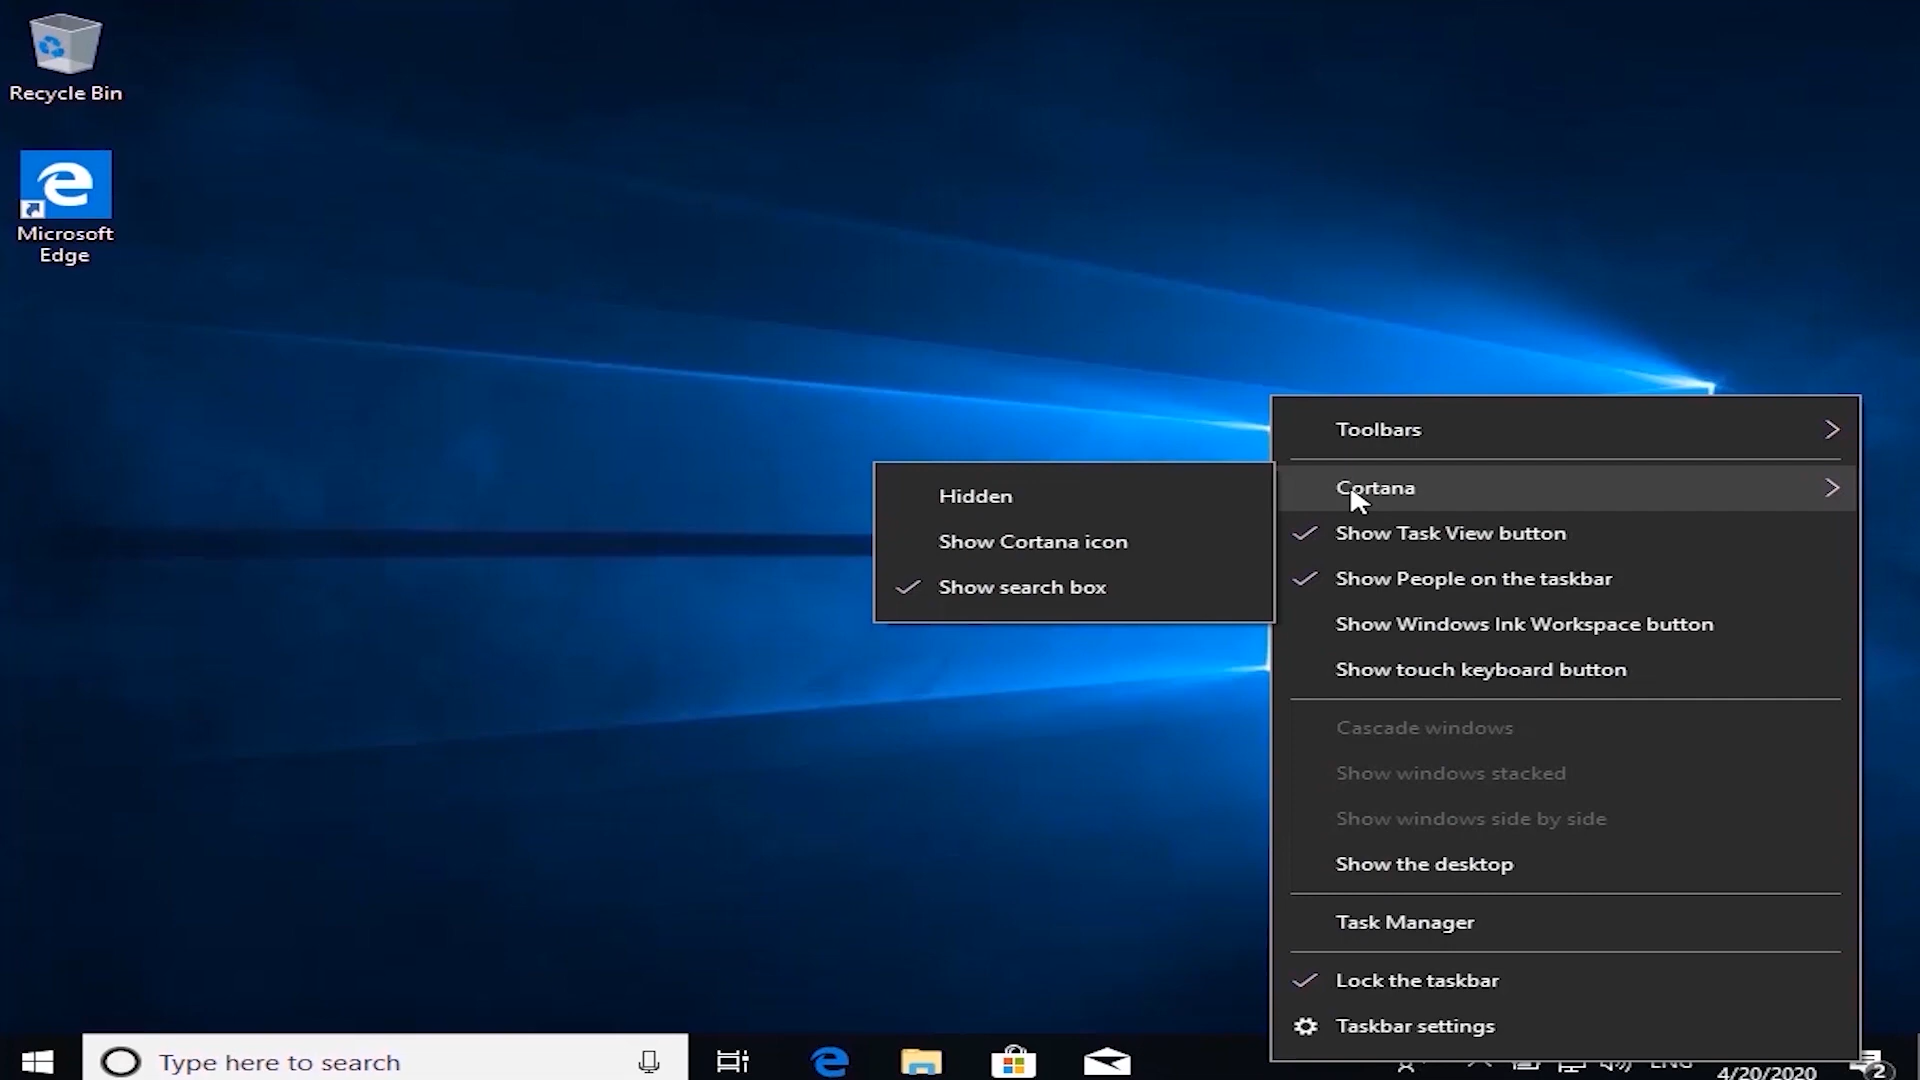 Recycle Bin
Microsoft
Edge
Toolbars
Cortana
Show Task View button
Show People on the taskbar
Show Windows Ink Workspace button
Show touch keyboard button
Cascade windows
Show windows stacked
Show windows side by side
Show the desktop
Task Manager
Lock the taskbar
Taskbar settings
Hidden
Show Cortana icon
Show search box
Type here to search
ENG
4/20/2020
2